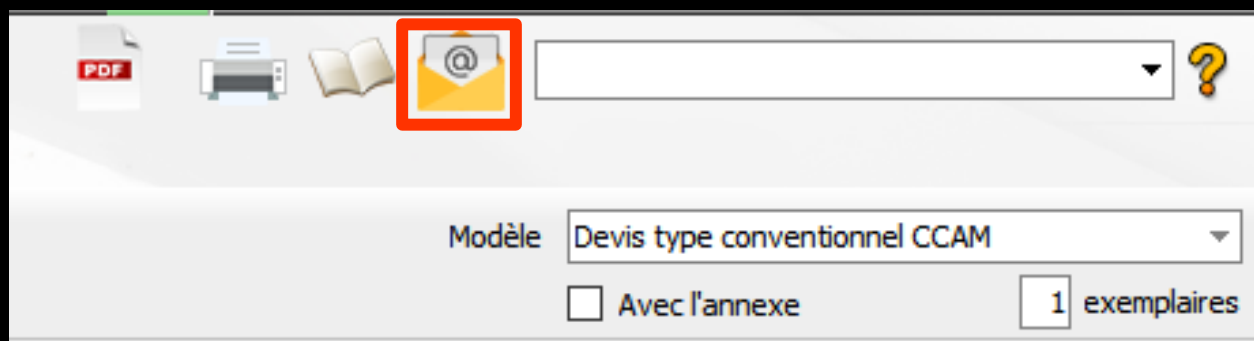 PDF
@
?
Modèle Devis type conventionnel CCAM
Avec l'annexe 1 exemplaires